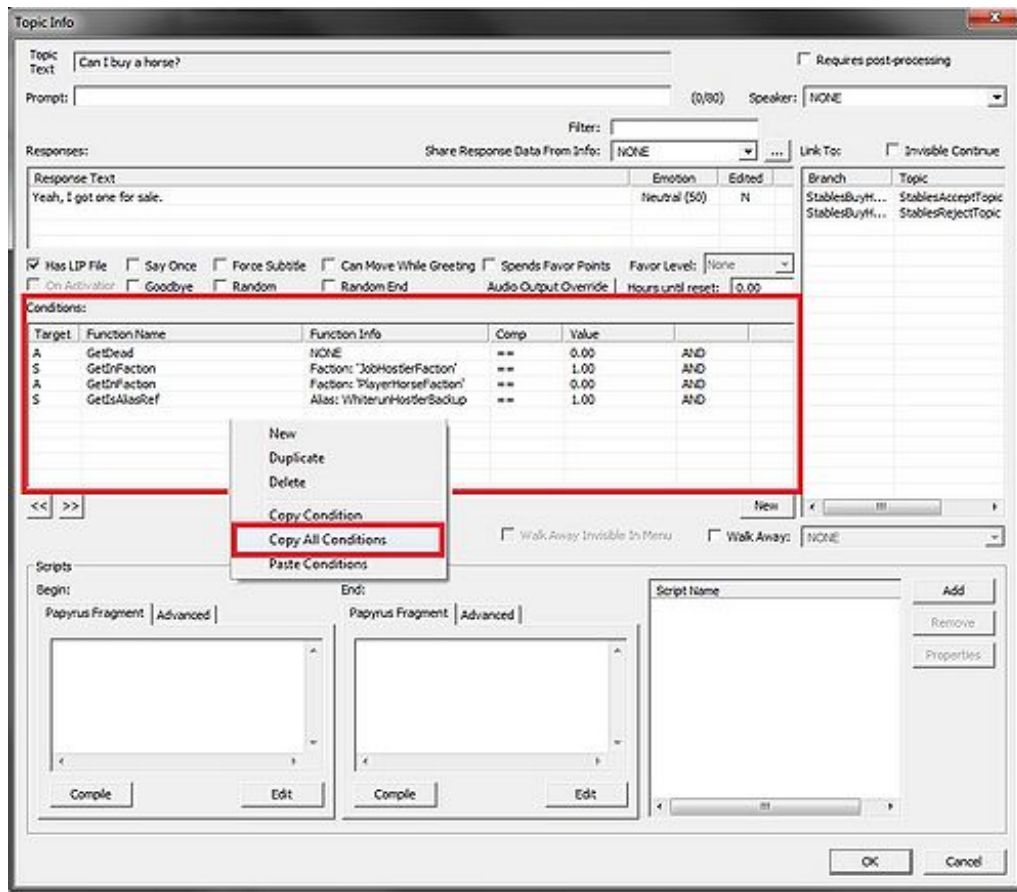 Topic Info
Topic Text Can I buy a horse? Requires post-processing
Prompt: (0/80) Speaker: NONE
Filter:
Responses: Share Response Data From Info: NONE ... Link To: Invisible Continue
Response Text Emotion Edited Branch Topic
Yeah, I got one for sale. Neutral (50) N StablesBuyH... StablesAcceptTopic
StablesBuyH... StablesRejectTopic
Has LIP File Say Once Force Subtitle Can Move While Greeting Spends Favor Points Favor Level: None
On Activation Goodbye Random Random End Audio Output Override Hours until reset: 0.00
Conditions:
Target Function Name Function Info Comp Value
A GetDead NONE == 0.00 AND
S GetInFaction Faction: 'JobHostlerFaction' == 1.00 AND
A GetInFaction Faction: 'PlayerHorseFaction' == 0.00 AND
S GetIsAliasRef Alias: WhiterunHostlerBackup == 1.00 AND
New
Duplicate
Delete
Copy Condition
Copy All Conditions
Paste Conditions
<< >> New
Walk Away Invisible In Menu Walk Away: NONE
Scripts
Begin: End: Script Name Add
Papyrus Fragment Advanced Papyrus Fragment Advanced Remove
Properties
Compile Edit Compile Edit
OK Cancel